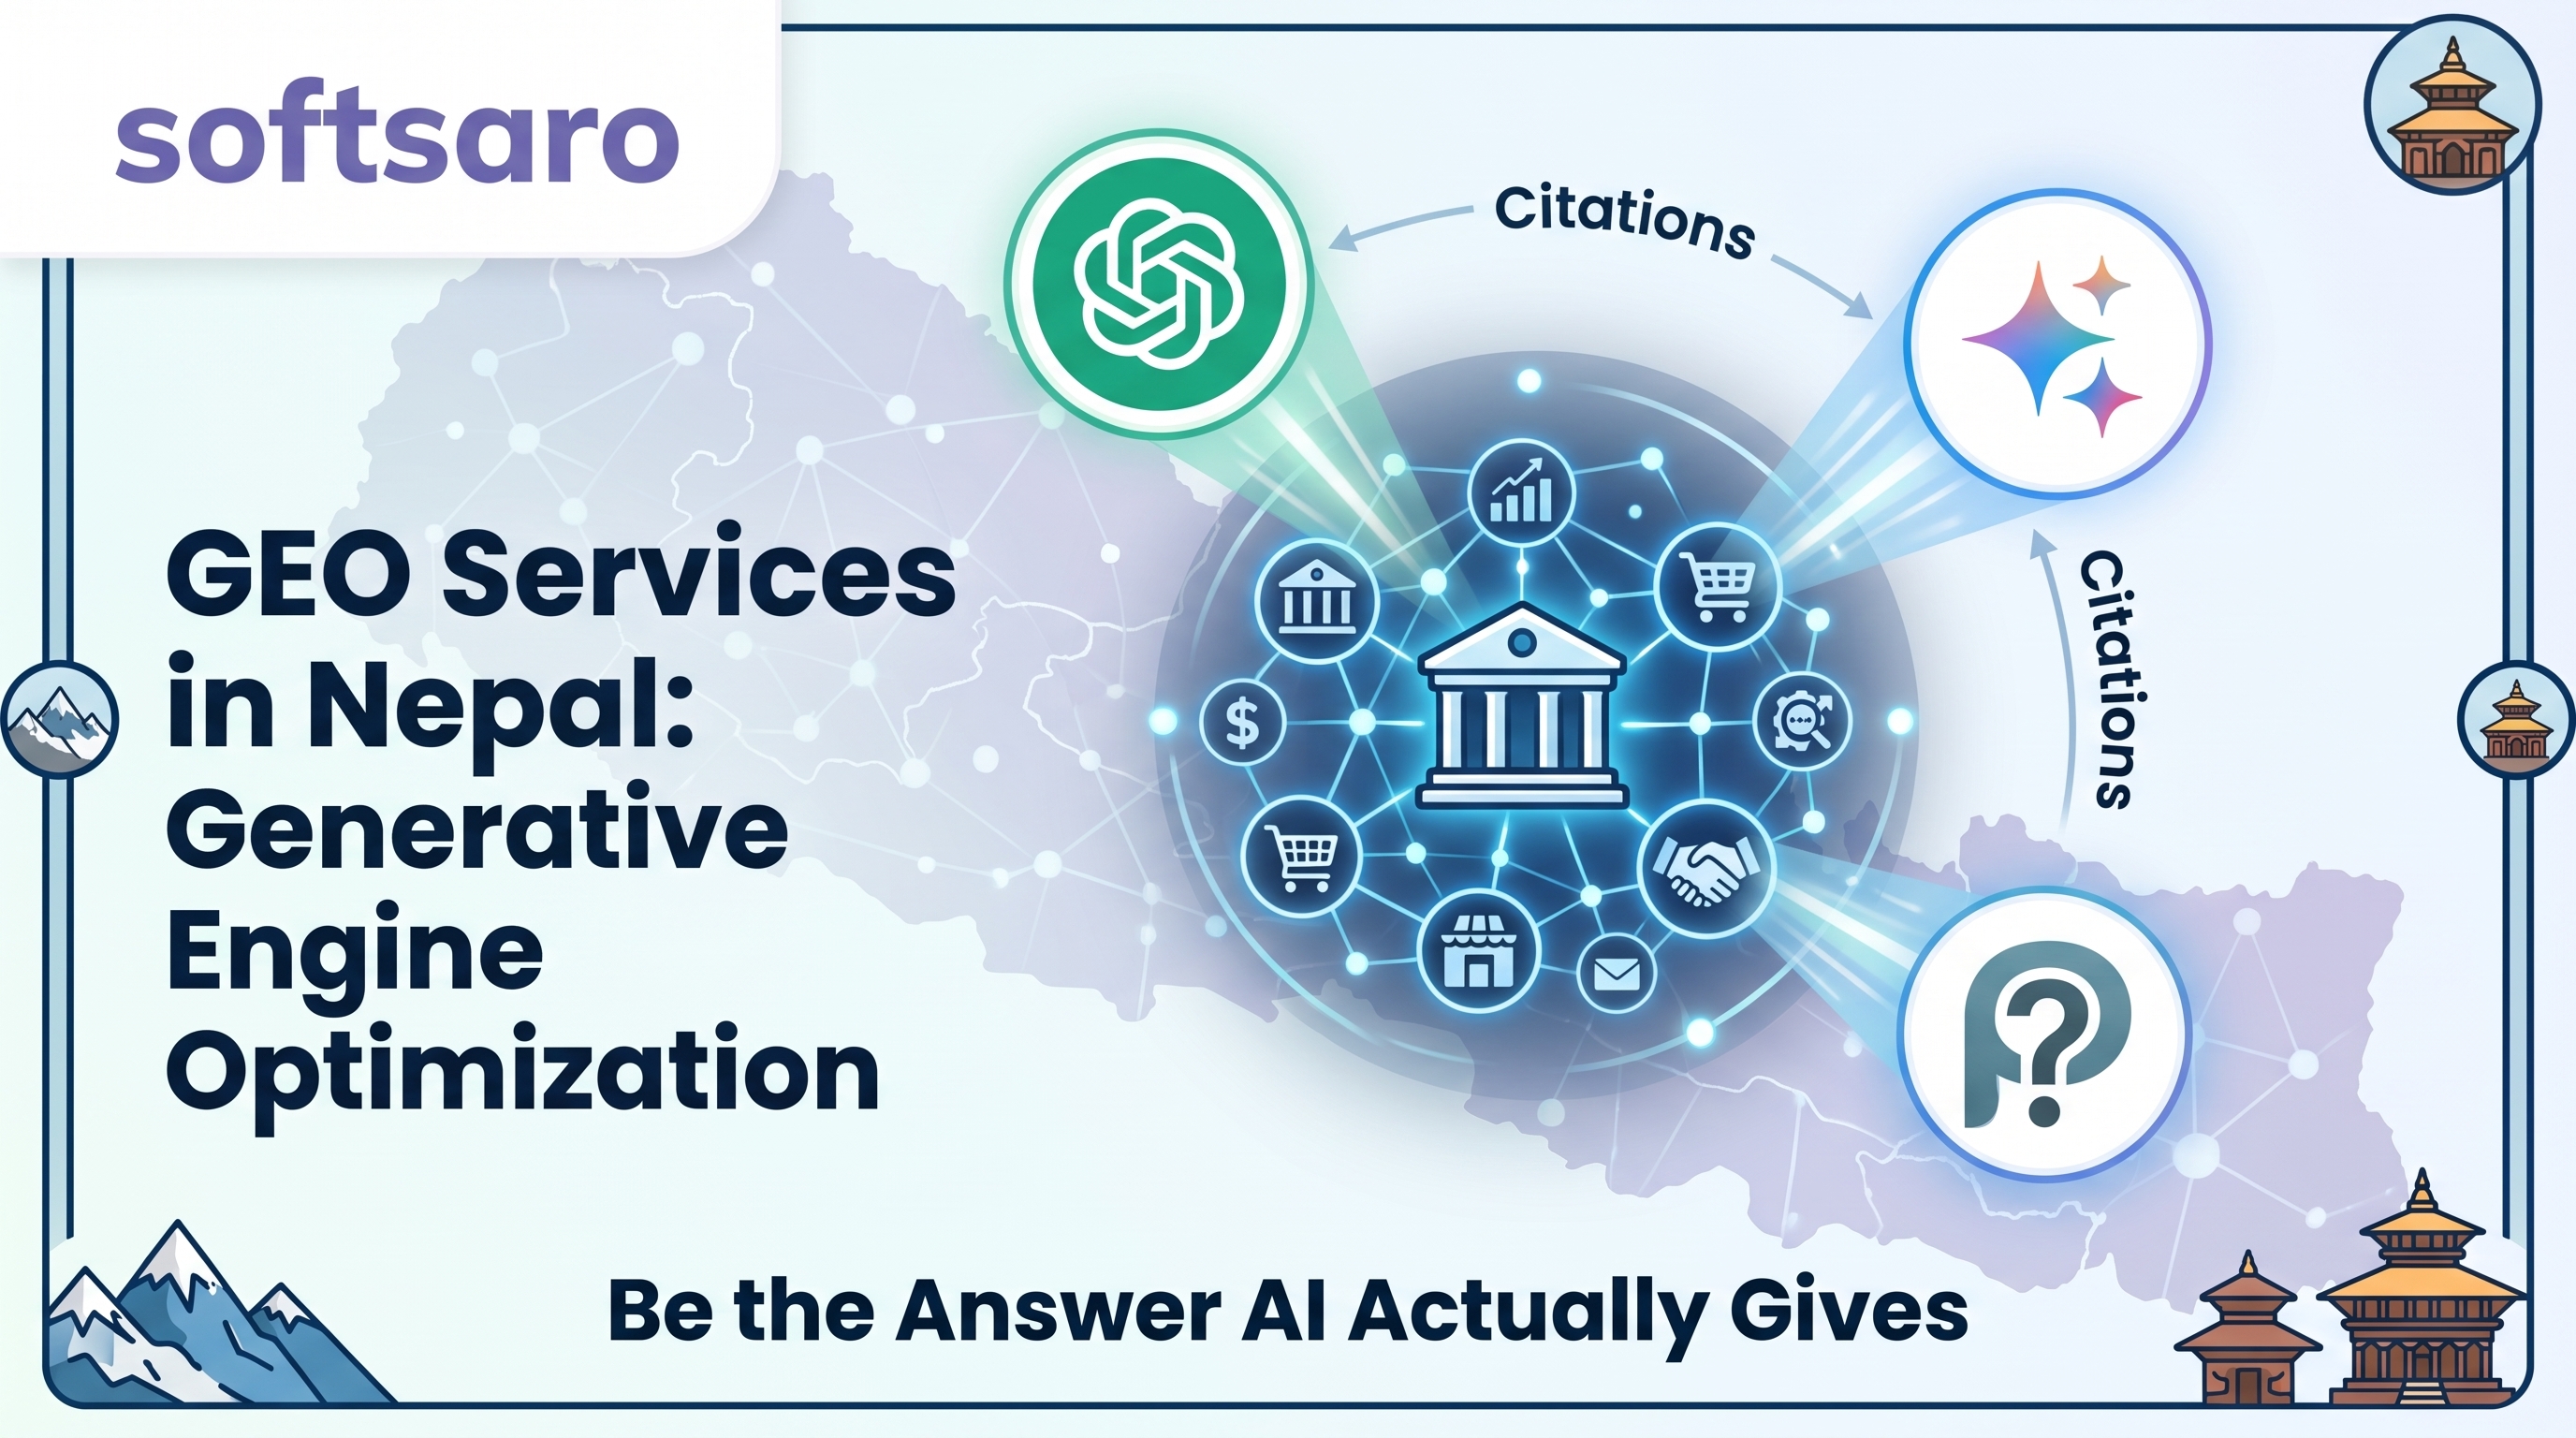 softsaro
Citations
GEO Services
in Nepal:
Generative
Engine
Optimization
Citations
$
P?
Be the Answer AI Actually Gives